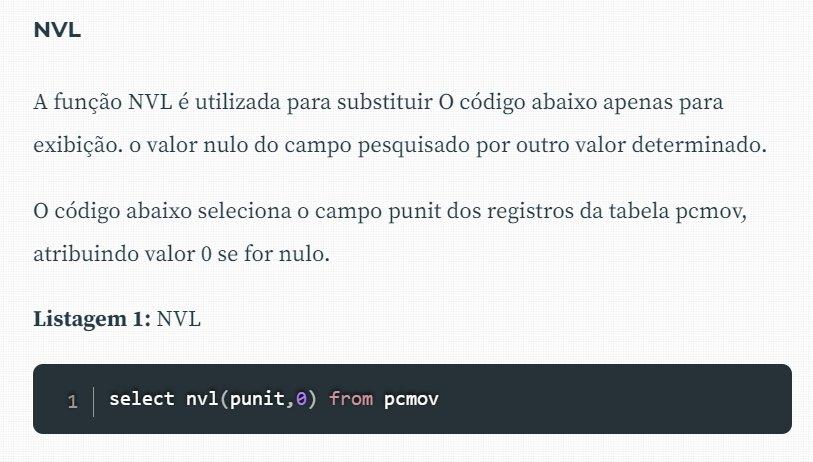 NVL
A função NVL é utilizada para substituir O código abaixo apenas para
exibição. o valor nulo do campo pesquisado por outro valor determinado.
O código abaixo seleciona o campo punit dos registros da tabela pcmov,
atribuindo valor 0 se for nulo.
Listagem 1: NVL
1 select nvl(punit,0) from pcmov